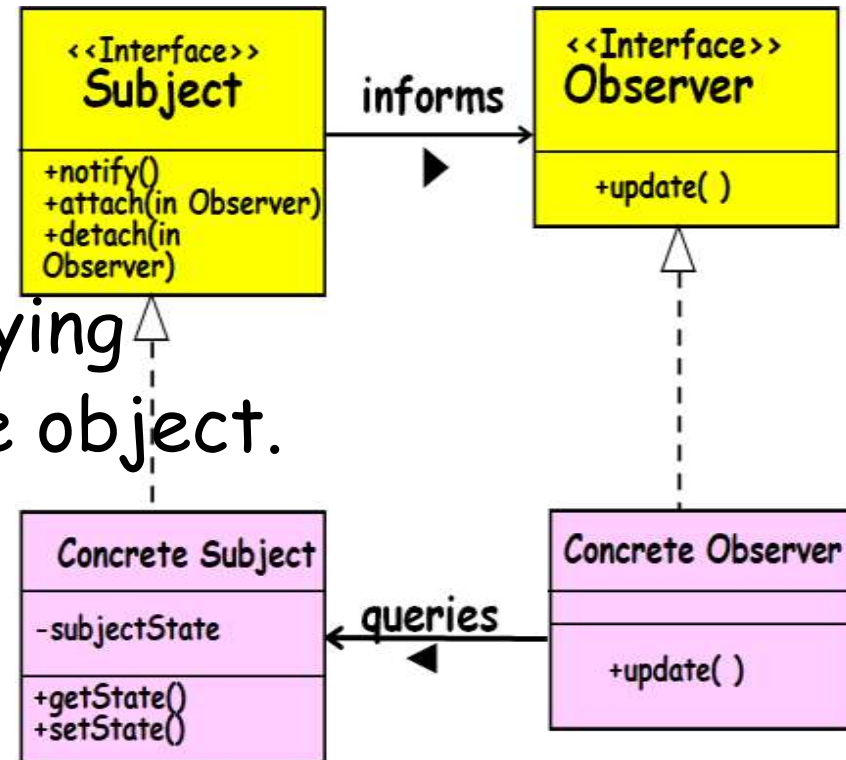 <<Interface>>
Subject
+notify()
+attach(in Observer)
+detach(in
Observer)
informs
<<Interface>>
Observer
+update( )
ying
e object.
Concrete Subject
-subjectState
+getState()
+setState()
queries
Concrete Observer
+update( )